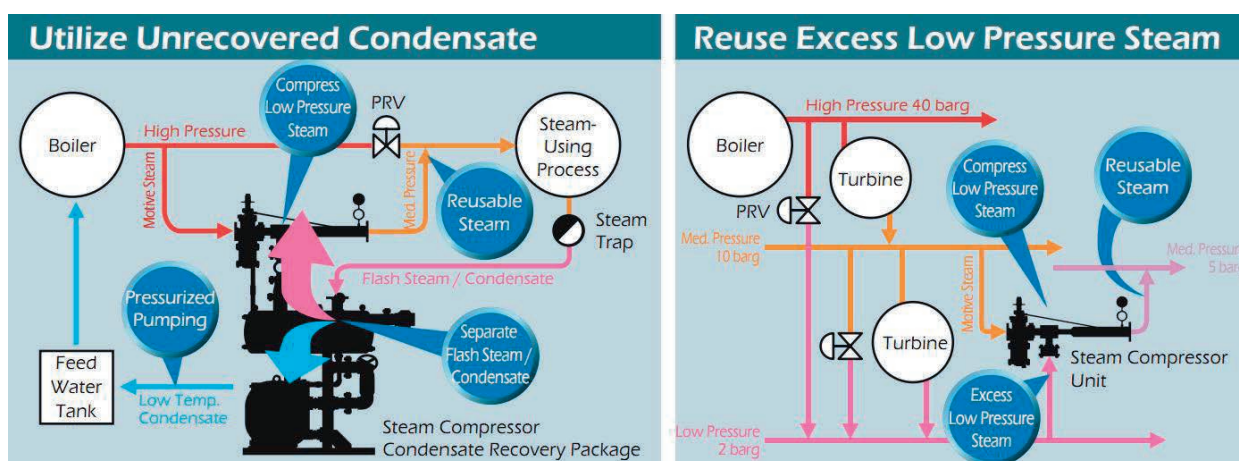 Utilize Unrecovered Condensate
Compress
Low Pressure
Steam
PRV
Boiler
High Pressure
Motive Steam
Med. Pressure
Steam-
Using
Process
Reusable
Steam
Steam
Trap
Flash Steam / Condensate
Pressurized
Pumping
Separate
Flash Steam /
Condensate
Feed
Water
Tank
Low Temp.
Condensate
Steam Compressor
Condensate Recovery Package
Reuse Excess Low Pressure Steam
High Pressure 40 barg
Boiler
Turbine
Compress
Low Pressure
Steam
Reusable
Steam
PRV
Med. Pressure
10 barg
Motive Steam
Med. Pressure
5 barg
Turbine
Steam Compressor
Unit
Excess
Low Pressure
Steam
Low Pressure
2 barg